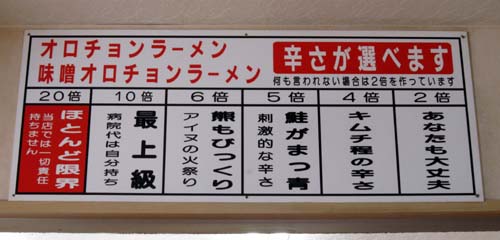 オロチョンラーメン
味噌オロチョンラーメン
辛さが選べます
何も言われない場合は2倍を作っています
20倍
10倍
6倍
5倍
4倍
2倍
あなたも大丈夫
キムチ程の辛さ
鮭がまっ青
刺激的な辛さ
熊もびっくり
アイヌの火祭り
最上級
病院代は自分持ち
ほとんど限界
当店では一切責任
持ちません